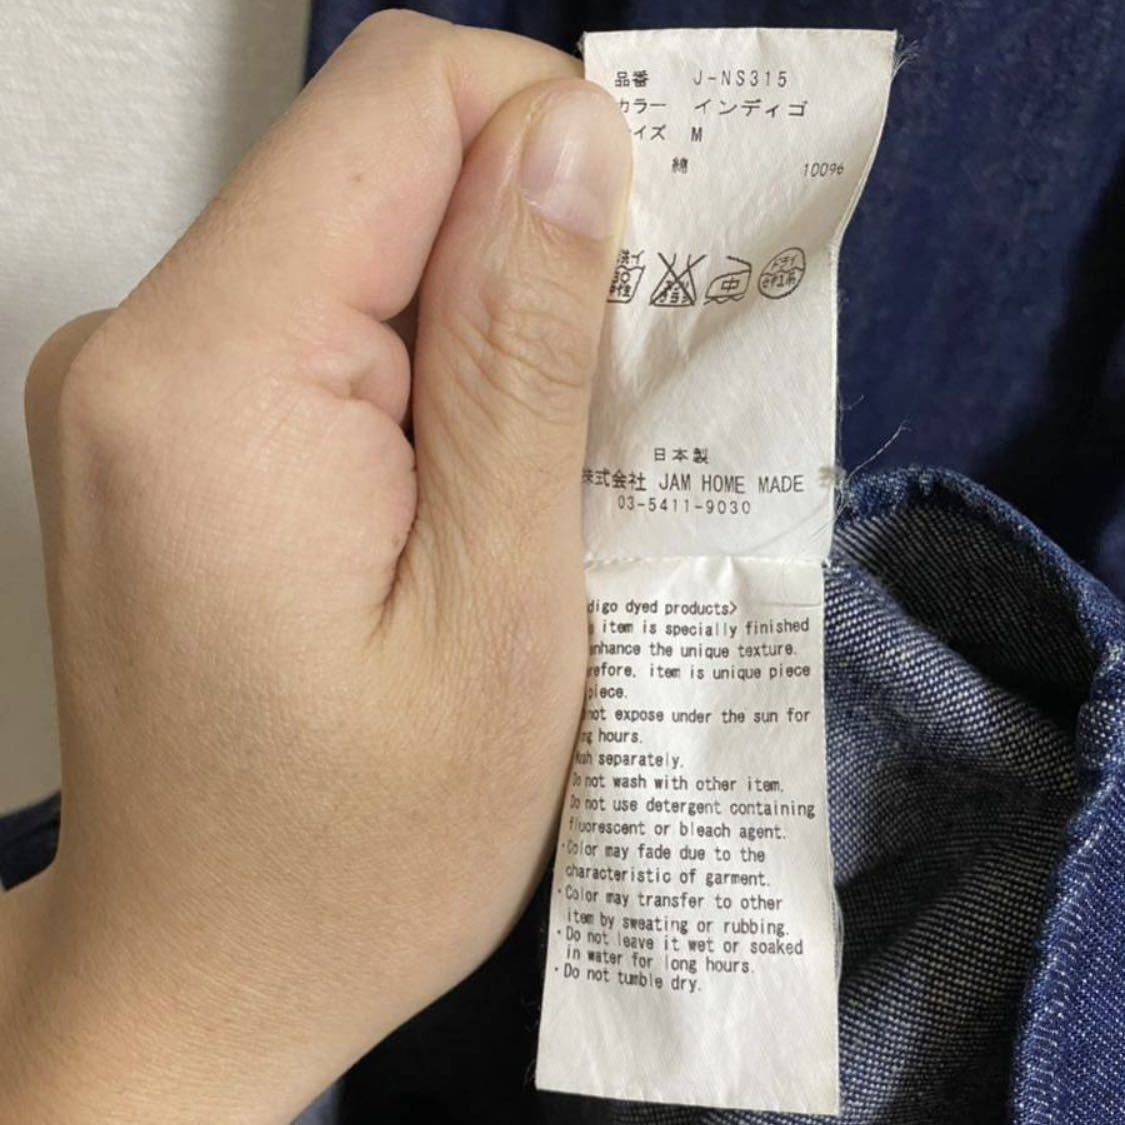 品番 J-NS315
カラー インディゴ
イズ M
綿 100%
中
日本製
株式会社 JAM HOME MADE
03-5411-9030
digo dyed products>
item is specially finished
enhance the unique texture.
refore, item is unique piece
piece.
not expose under the sun for
ng hours.
Wash separately.
Do not wash with other item.
Do not use detergent containing
fluorescent or bleach agent.
・Color may fade due to the
characteristic of garment.
・Color may transfer to other
item by sweating or rubbing.
・Do not leave it wet or soaked
in water for long hours.
・Do not tumble dry.